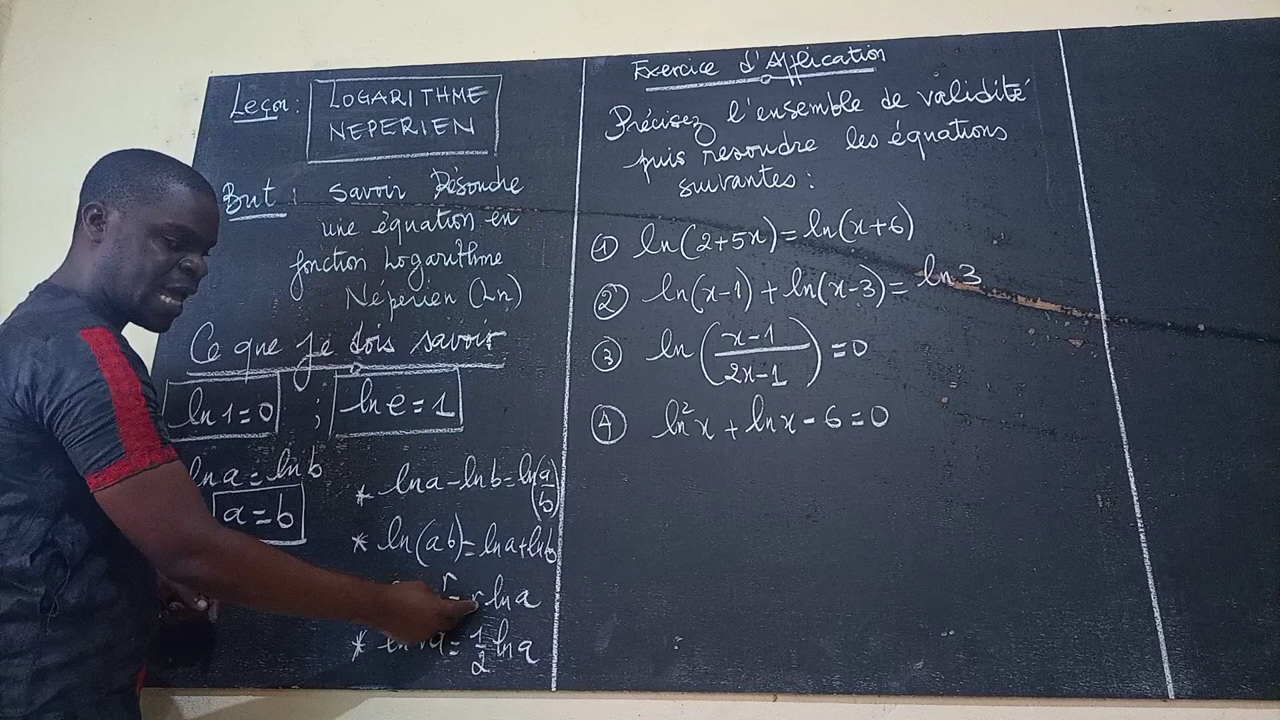 Leçon :
LOGARITHME
NEPERIEN
But : Savoir Résoudre
une équation en
fonction Logarithme
Népérien (Ln)
Ce que je dois savoir
ln 1 = 0 ; ln e = 1
ln a = ln b
a = b
* ln a - ln b = ln(a/b)
* ln(ab) = ln a + ln b
r ln a
* = 1/2 ln a
Exercice d'Application
Précisez l'ensemble de validité
puis resoudre les équations
suivantes :
① ln(2+5x) = ln(x+6)
② ln(x-1) + ln(x-3) = ln 3
③ ln((x-1)/(2x-1)) = 0
④ ln²x + ln x - 6 = 0